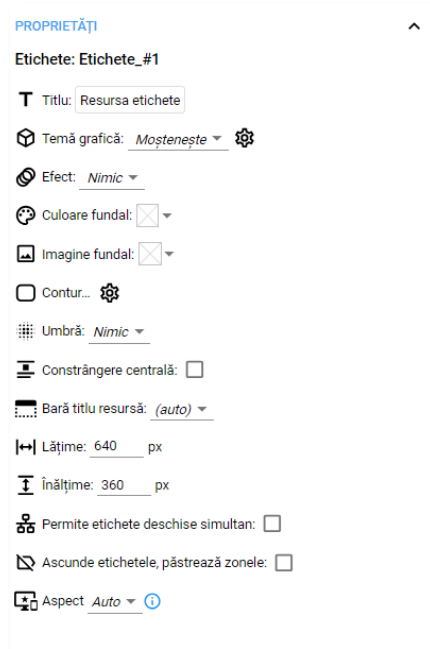 PROPRIETĂȚI
Etichete: Etichete_#1
Titlu: Resursa etichete
Temă grafică: Moștenește
Efect: Nimic
Culoare fundal:
Imagine fundal:
Contur...
Umbră: Nimic
Constrângere centrală:
Bară titlu resursă: (auto)
Lățime: 640 px
Înălțime: 360 px
Permite etichete deschise simultan:
Ascunde etichetele, păstrează zonele:
Aspect Auto